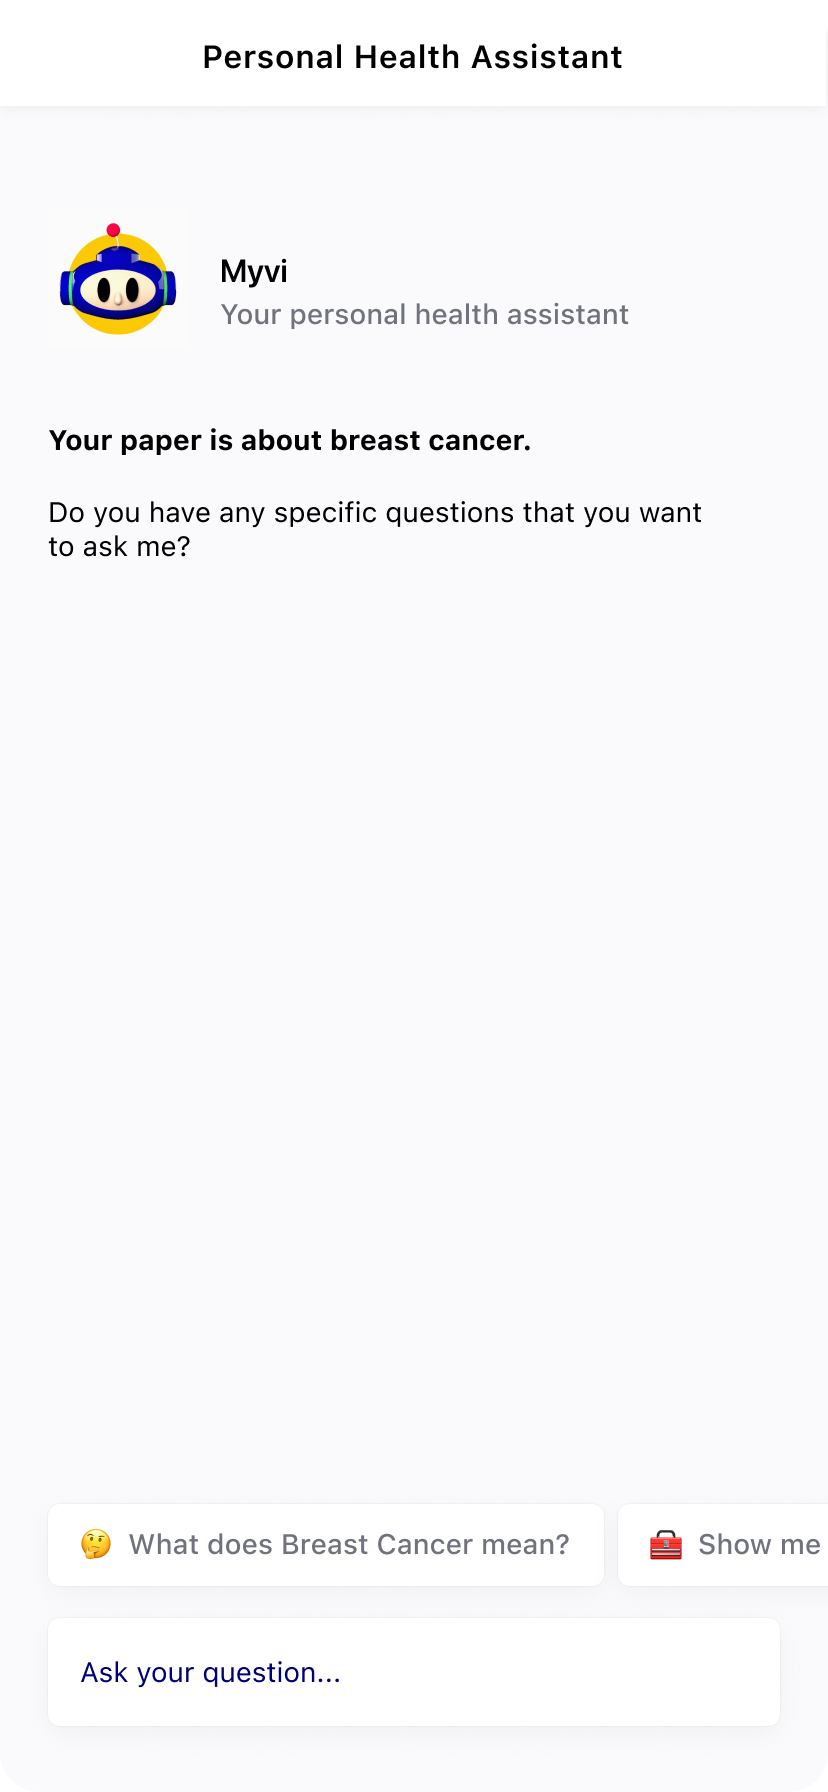 Personal Health Assistant
Myvi
Your personal health assistant
Your paper is about breast cancer.
Do you have any specific questions that you want
to ask me?
🤔 What does Breast Cancer mean?
🧰 Show me
Ask your question...